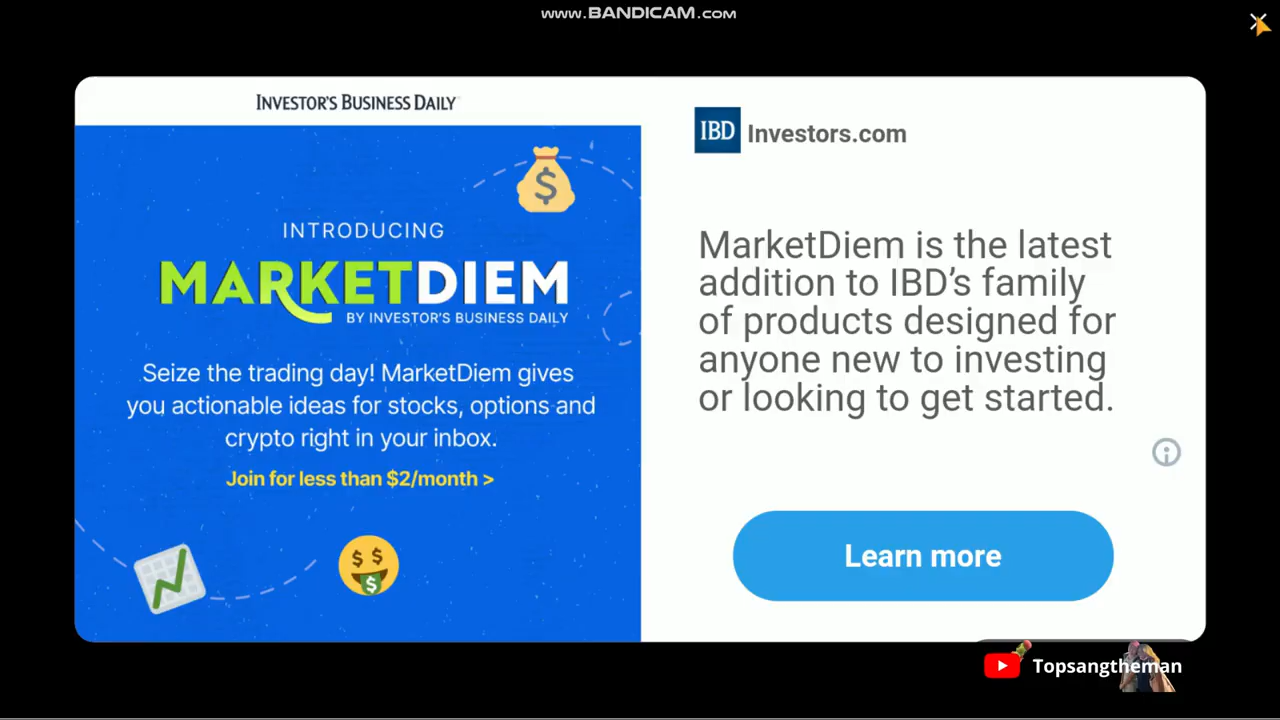 www.BANDICAM.com
INVESTOR'S BUSINESS DAILY
INTRODUCING
MARKETDIEM
BY INVESTOR'S BUSINESS DAILY
Seize the trading day! MarketDiem gives
you actionable ideas for stocks, options and
crypto right in your inbox.
Join for less than $2/month >
IBD Investors.com
MarketDiem is the latest
addition to IBD’s family
of products designed for
anyone new to investing
or looking to get started.
Learn more
Topsangtheman